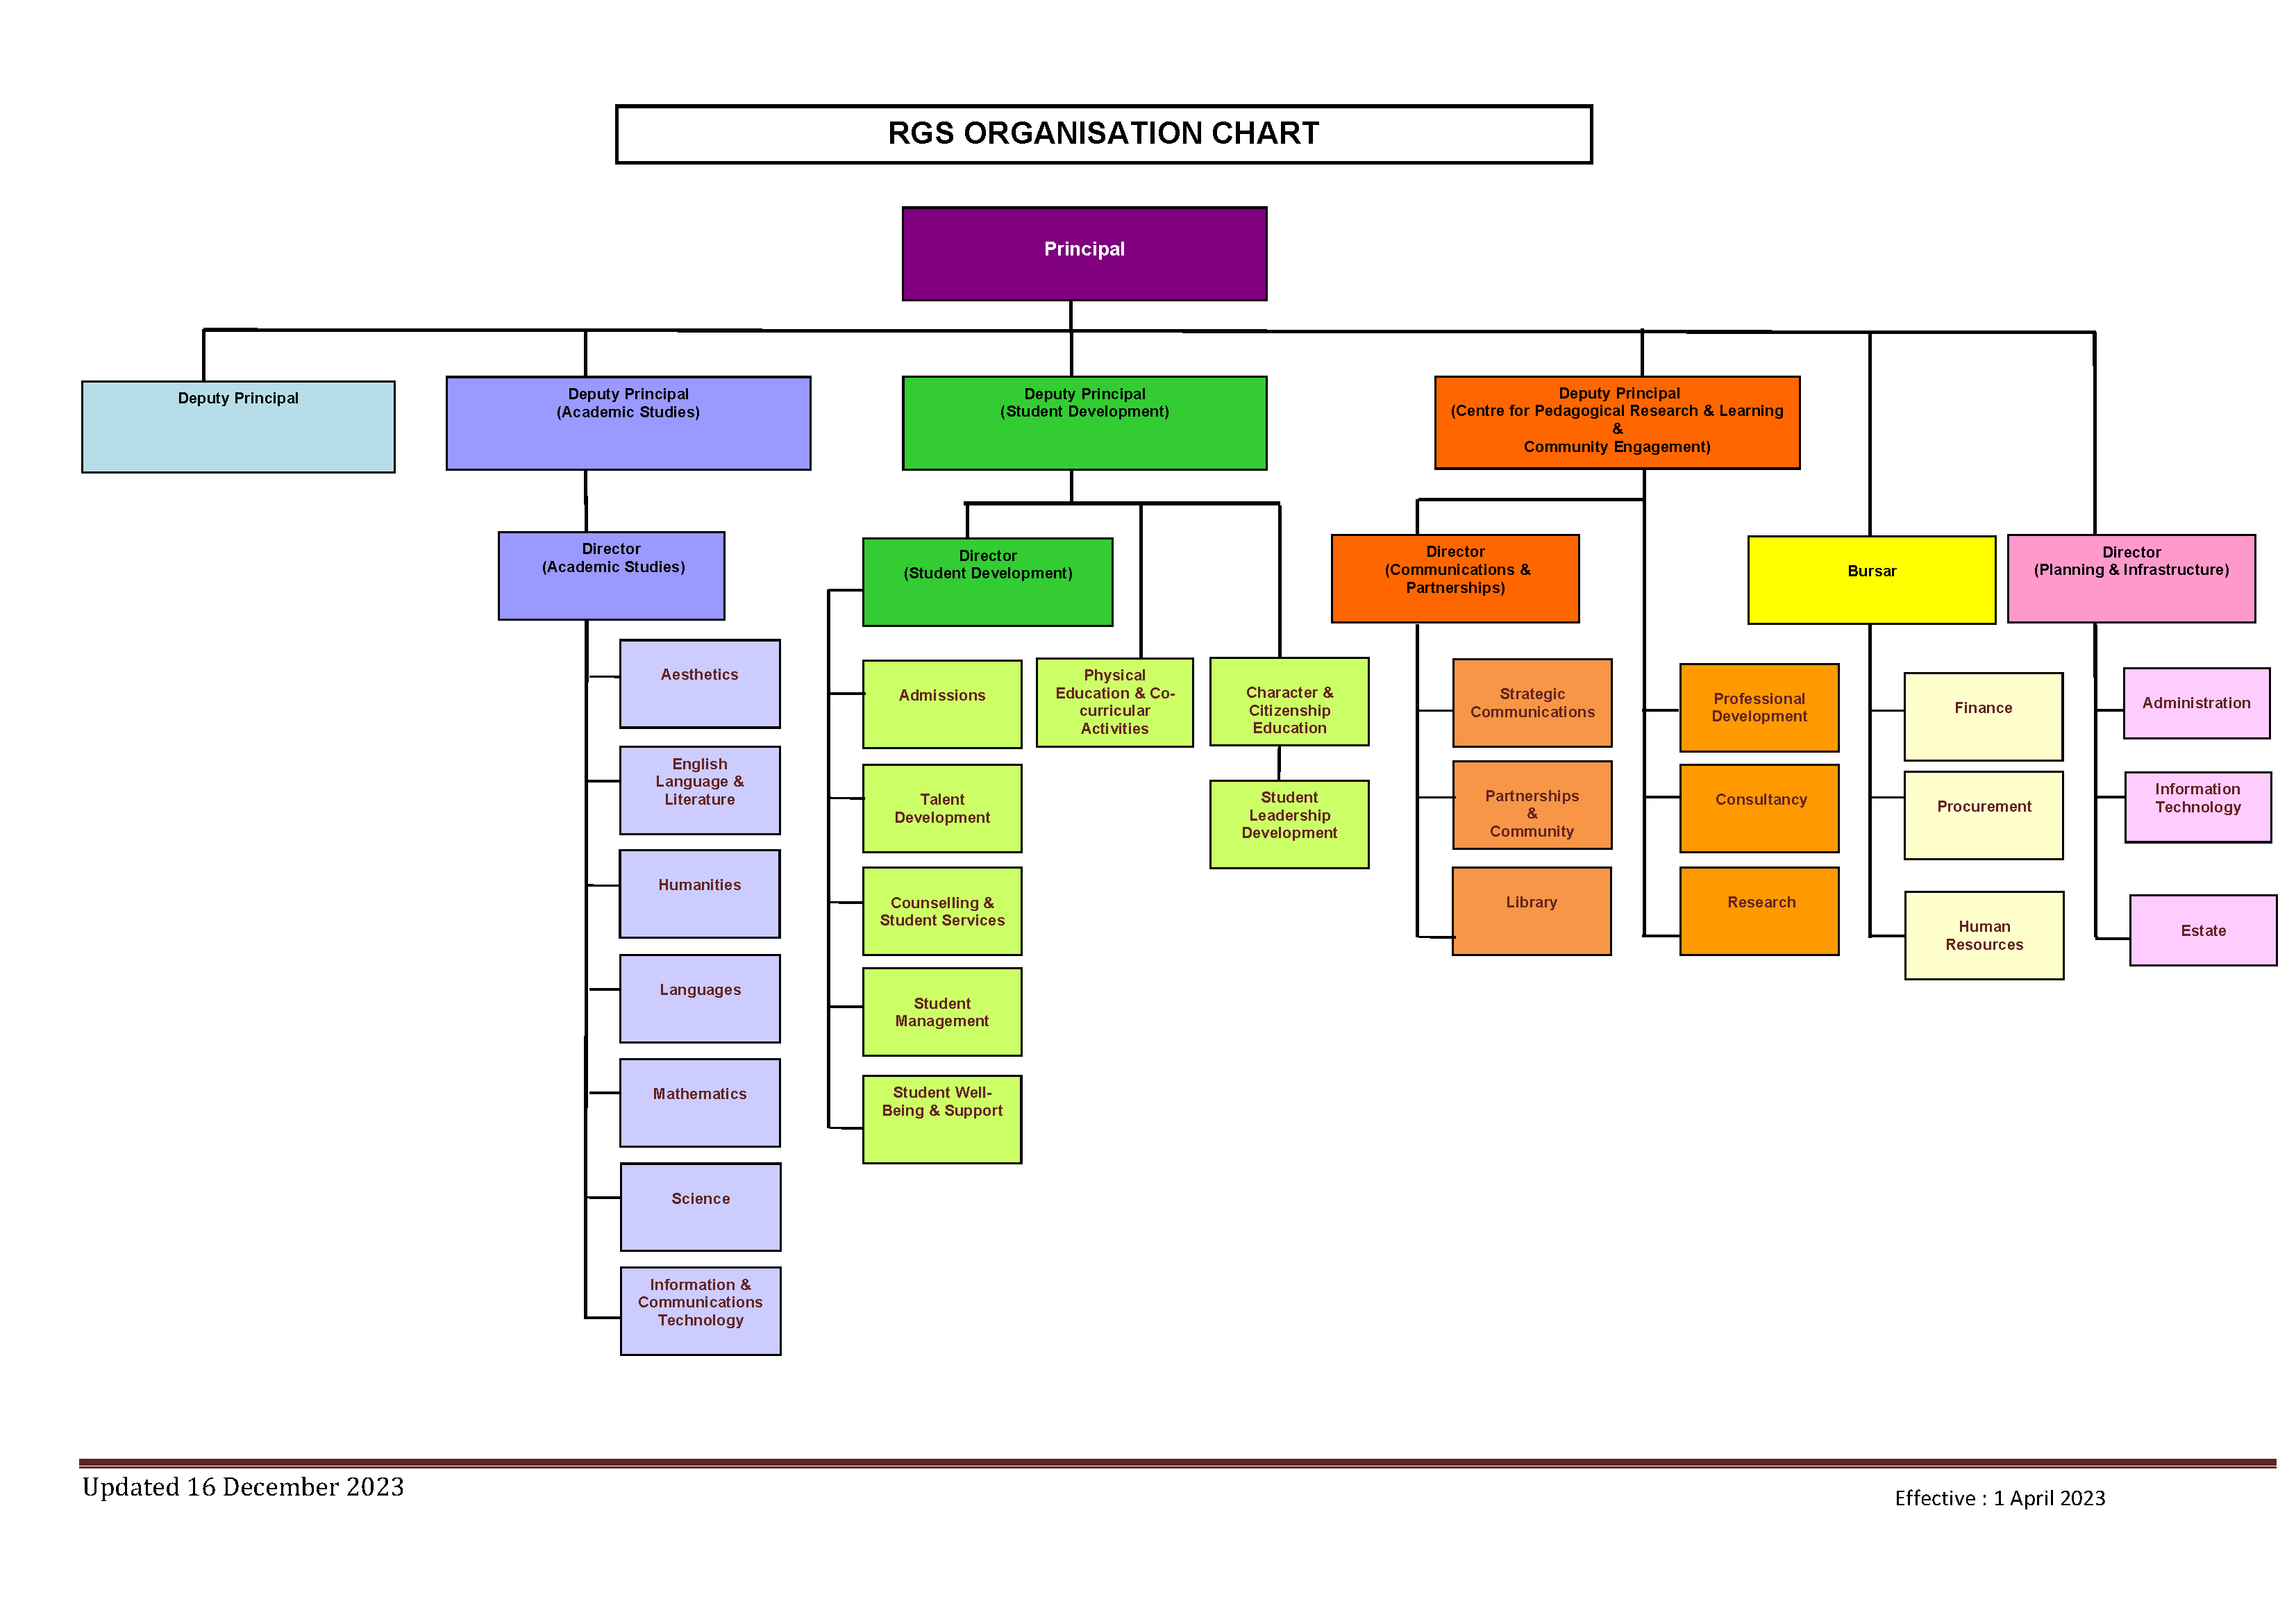 RGS ORGANISATION CHART
Principal
Deputy Principal
Deputy Principal
(Academic Studies)
Deputy Principal
(Student Development)
Deputy Principal
(Centre for Pedagogical Research & Learning
&
Community Engagement)
Director
(Academic Studies)
Director
(Student Development)
Director
(Communications &
Partnerships)
Bursar
Director
(Planning & Infrastructure)
Aesthetics
English
Language &
Literature
Humanities
Languages
Mathematics
Science
Information &
Communications
Technology
Admissions
Talent
Development
Counselling &
Student Services
Student
Management
Student Well-
Being & Support
Physical
Education & Co-
curricular
Activities
Character &
Citizenship
Education
Student
Leadership
Development
Strategic
Communications
Partnerships
&
Community
Library
Professional
Development
Consultancy
Research
Finance
Procurement
Human
Resources
Administration
Information
Technology
Estate
Updated 16 December 2023
Effective : 1 April 2023